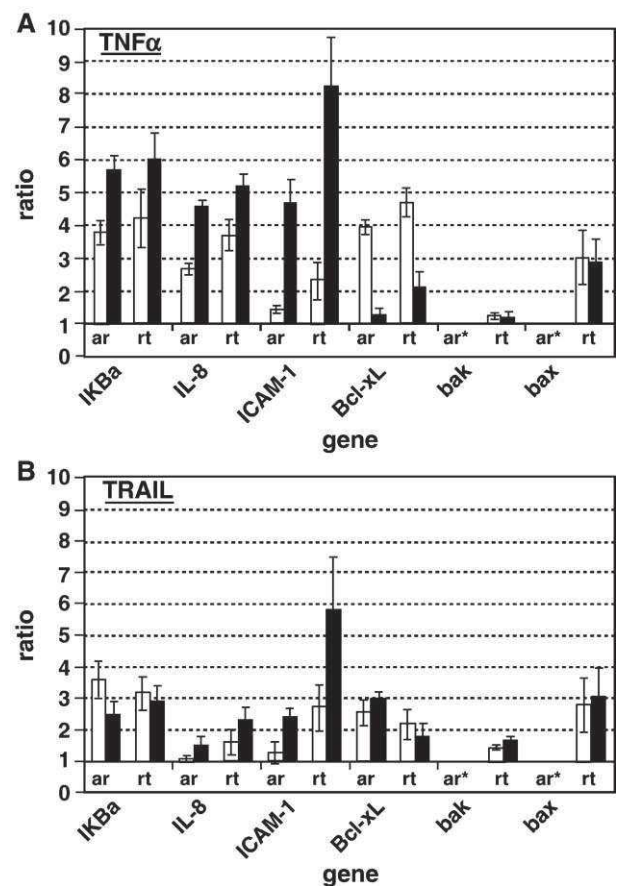 A
TNFα
10
9
8
7
6
5
4
3
2
1
0
ratio
ar rt ar rt ar rt ar rt ar* rt ar* rt
IKBa IL-8 ICAM-1 Bcl-xL bak bax
gene
B
TRAIL
10
9
8
7
6
5
4
3
2
1
0
ratio
ar rt ar rt ar rt ar rt ar* rt ar* rt
IKBa IL-8 ICAM-1 Bcl-xL bak bax
gene